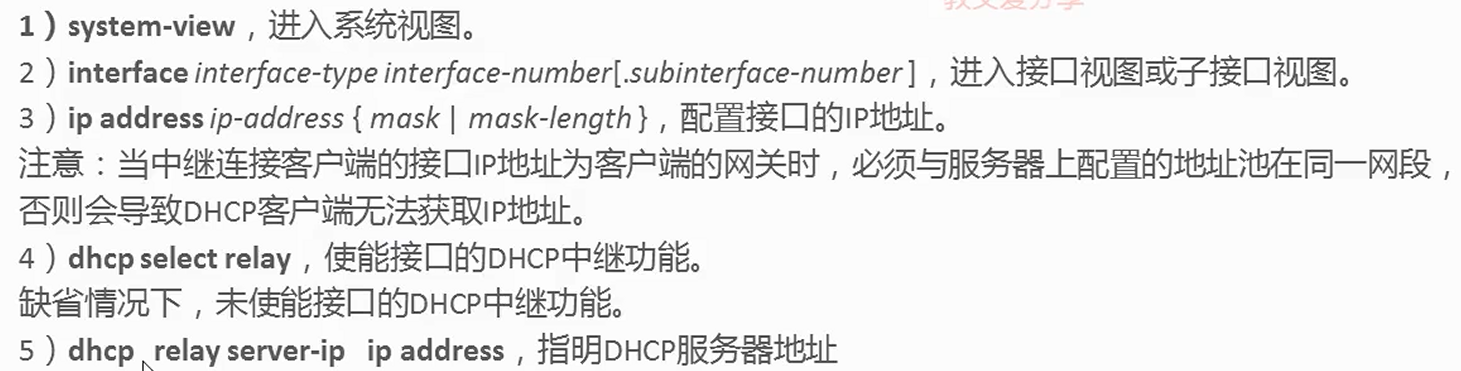 1）system-view，进入系统视图。
2）interface interface-type interface-number[.subinterface-number]，进入接口视图或子接口视图。
3）ip address ip-address { mask | mask-length }，配置接口的IP地址。
注意：当中继连接客户端的接口IP地址为客户端的网关时，必须与服务器上配置的地址池在同一网段，
否则会导致DHCP客户端无法获取IP地址。
4）dhcp select relay，使能接口的DHCP中继功能。
缺省情况下，未使能接口的DHCP中继功能。
5）dhcp relay server-ip ip address，指明DHCP服务器地址